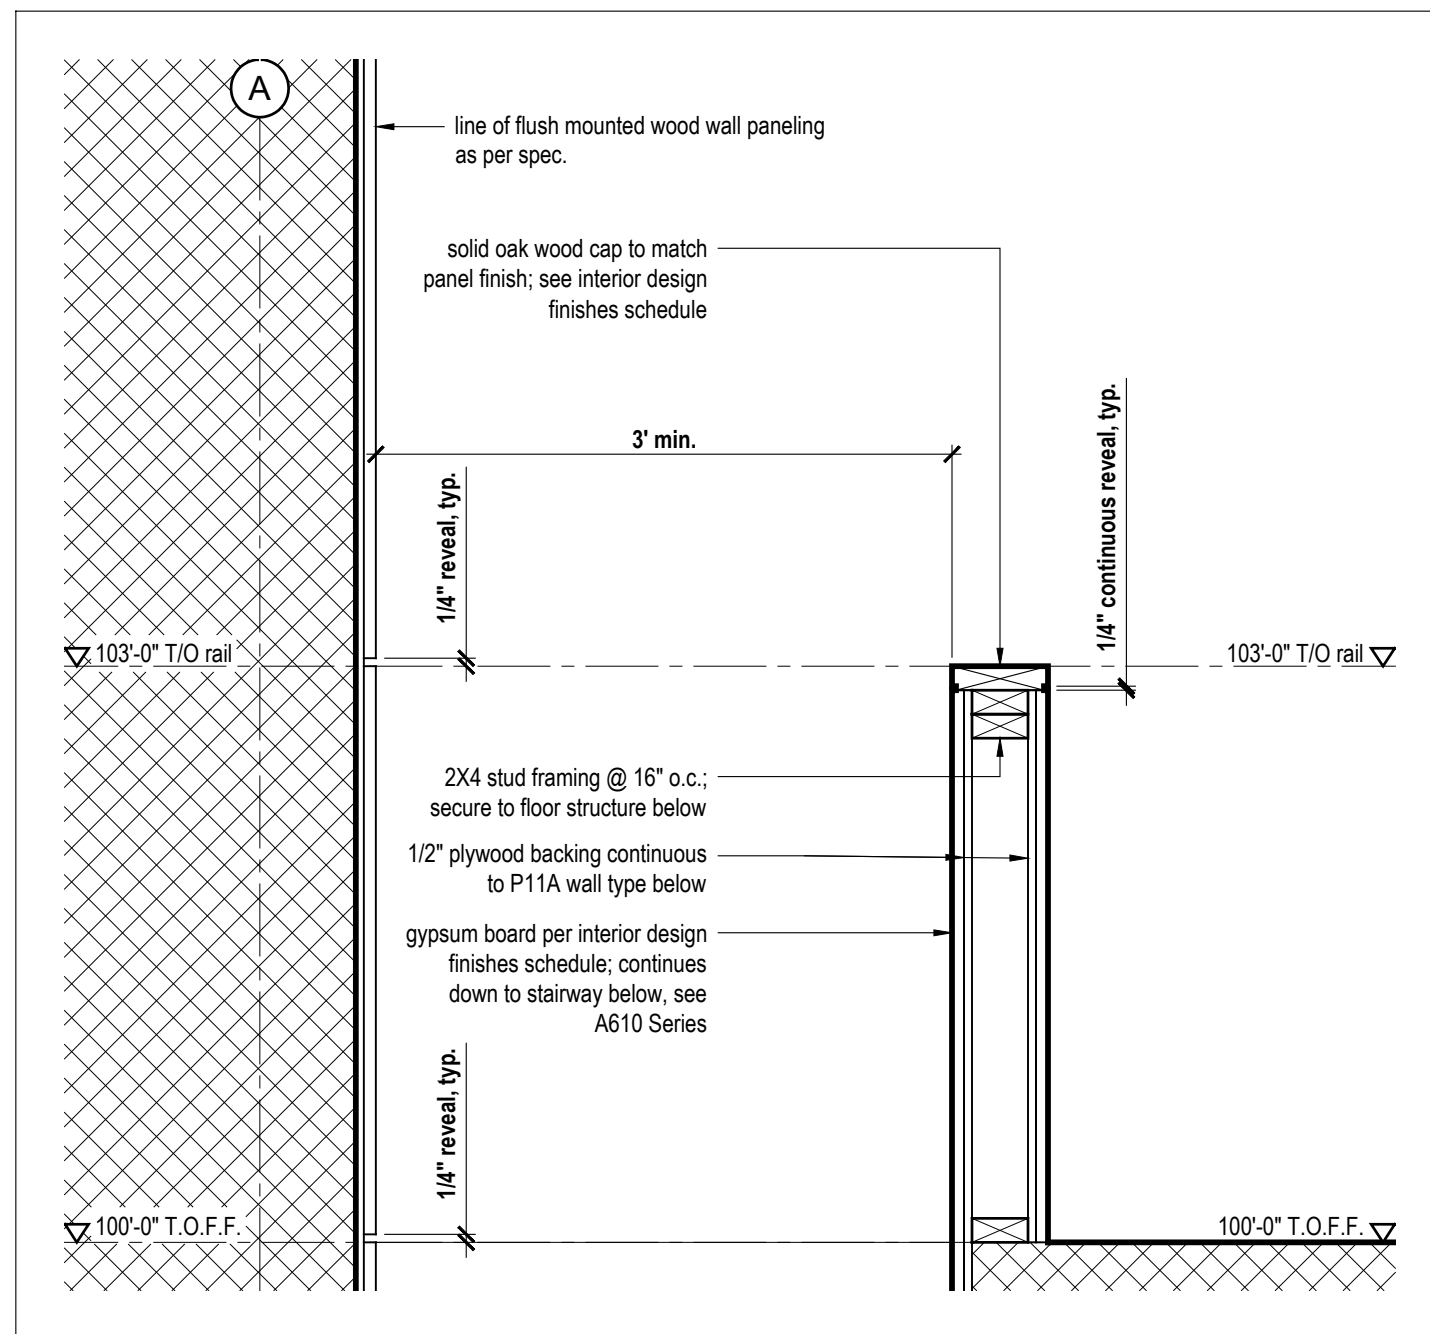 A
line of flush mounted wood wall paneling
as per spec.
solid oak wood cap to match
panel finish; see interior design
finishes schedule
3' min.
1/4" reveal, typ.
1/4" continuous reveal, typ.
103'-0" T/O rail
103'-0" T/O rail
2X4 stud framing @ 16" o.c.;
secure to floor structure below
1/2" plywood backing continuous
to P11A wall type below
gypsum board per interior design
finishes schedule; continues
down to stairway below, see
A610 Series
1/4" reveal, typ.
100'-0" T.O.F.F.
100'-0" T.O.F.F.